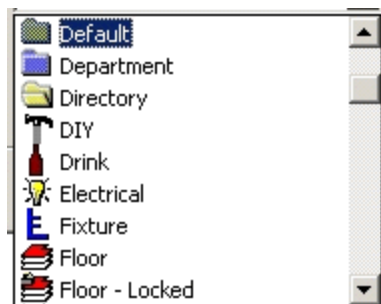 Default
Department
Directory
DIY
Drink
Electrical
Fixture
Floor
Floor - Locked